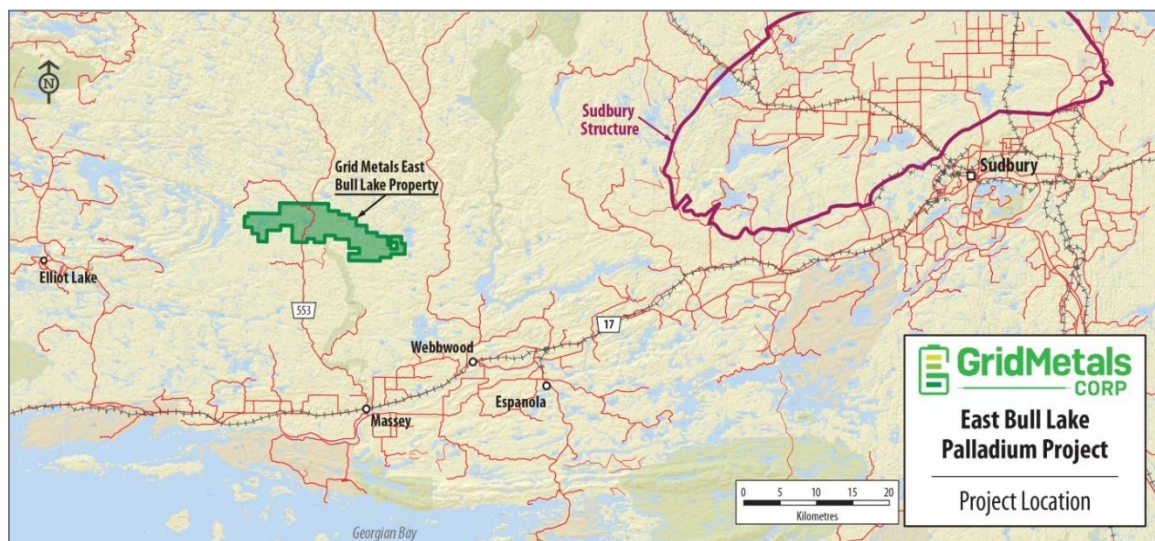 N
Sudbury
Structure
Grid Metals East
Bull Lake Property
Sudbury
Elliot Lake
553
17
Webbwood
Espanola
Massey
Georgian Bay
0 5 10 15 20
Kilometres
GridMetals
CORP
East Bull Lake
Palladium Project
Project Location